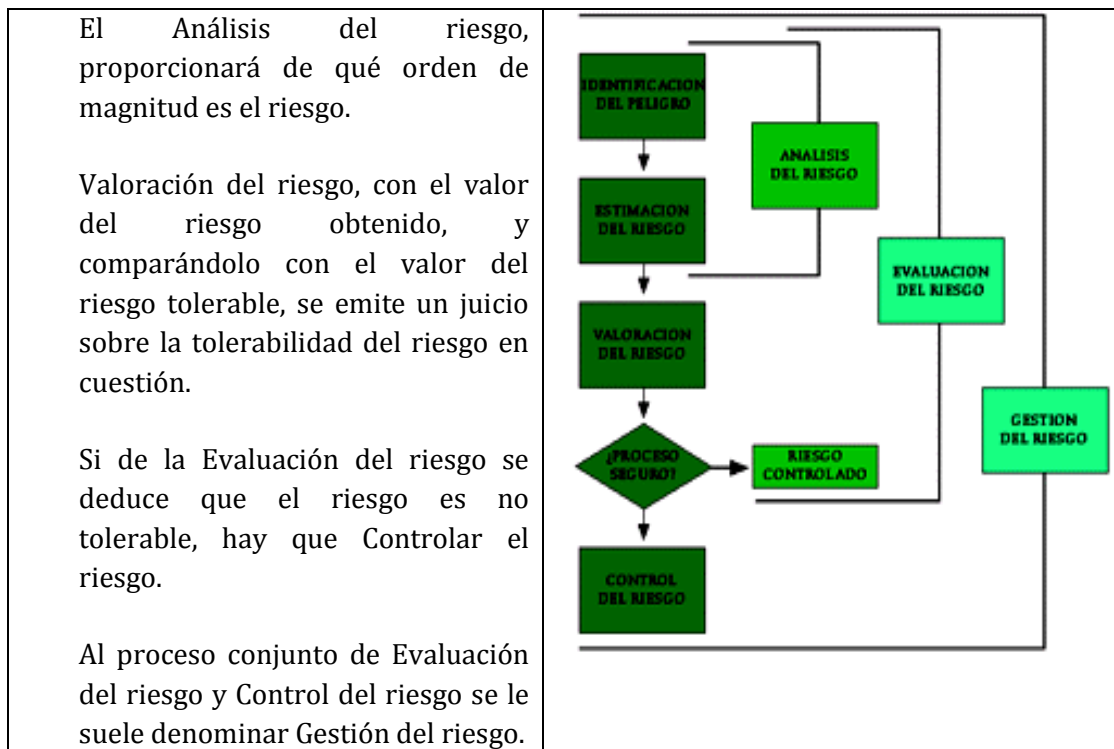 El Análisis del riesgo,
proporcionará de qué orden de
magnitud es el riesgo.
Valoración del riesgo, con el valor
del riesgo obtenido, y
comparándolo con el valor del
riesgo tolerable, se emite un juicio
sobre la tolerabilidad del riesgo en
cuestión.
Si de la Evaluación del riesgo se
deduce que el riesgo es no
tolerable, hay que Controlar el
riesgo.
Al proceso conjunto de Evaluación
del riesgo y Control del riesgo se le
suele denominar Gestión del riesgo.
IDENTIFICACION
DEL PELIGRO
ANALISIS
DEL RIESGO
ESTIMACION
DEL RIESGO
EVALUACION
DEL RIESGO
VALORACION
DEL RIESGO
GESTION
DEL RIESGO
¿PROCESO
SEGURO?
RIESGO
CONTROLADO
CONTROL
DEL RIESGO